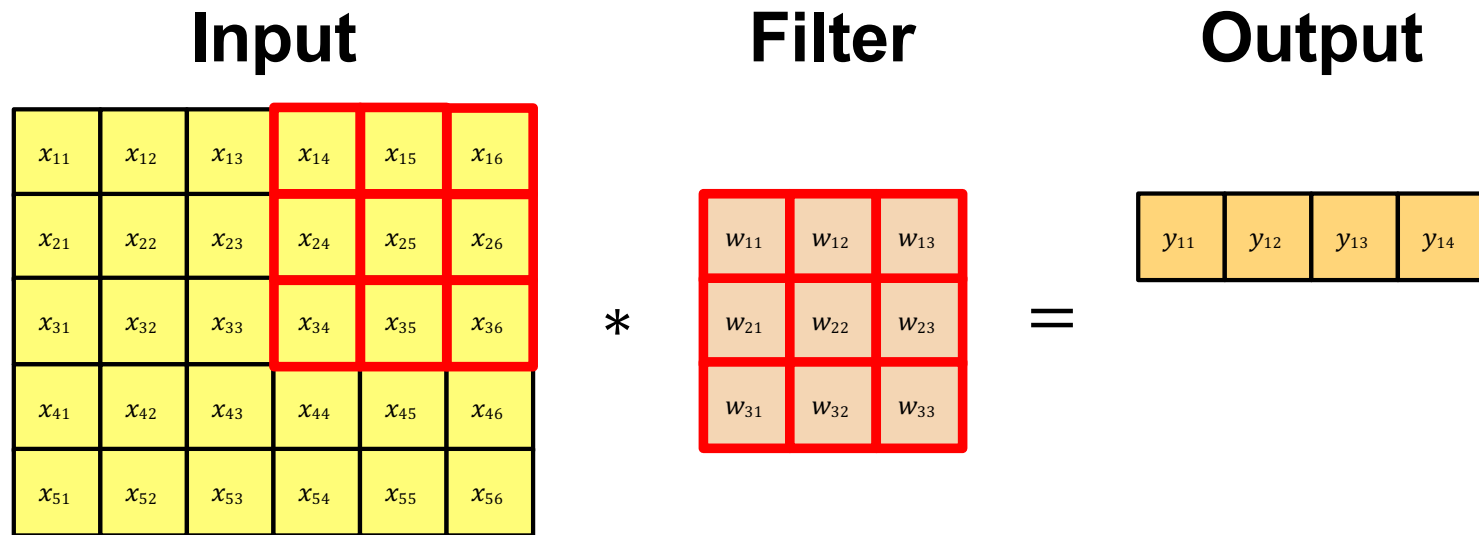 Input Filter Output
x₁₁ x₁₂ x₁₃ x₁₄ x₁₅ x₁₆
x₂₁ x₂₂ x₂₃ x₂₄ x₂₅ x₂₆ w₁₁ w₁₂ w₁₃ y₁₁ y₁₂ y₁₃ y₁₄
x₃₁ x₃₂ x₃₃ x₃₄ x₃₅ x₃₆ * w₂₁ w₂₂ w₂₃ =
x₄₁ x₄₂ x₄₃ x₄₄ x₄₅ x₄₆ w₃₁ w₃₂ w₃₃
x₅₁ x₅₂ x₅₃ x₅₄ x₅₅ x₅₆